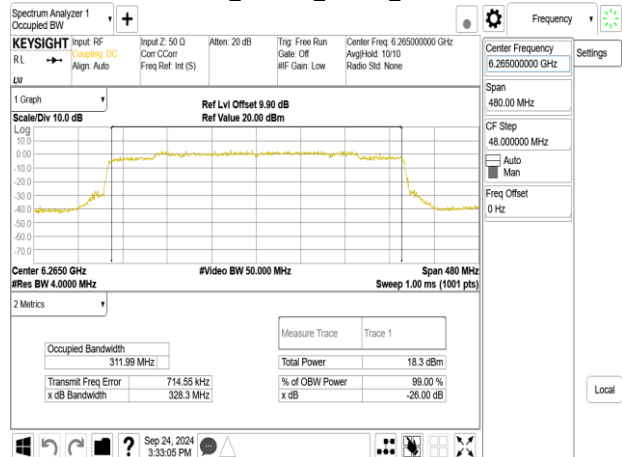 Spectrum Analyzer 1
Occupied BW
Frequency
KEYSIGHT
Input: RF
Coupling: DC
Align: Auto
Input Z: 50 Ω
Corr CCorr
Freq Ref: Int (S)
Atten: 20 dB
Trig: Free Run
Gate: Off
#IF Gain: Low
Center Freq: 6.265000000 GHz
Avg|Hold: 10/10
Radio Std: None
RL
LXI
Center Frequency
6.265000000 GHz
Settings
Span
480.00 MHz
CF Step
48.000000 MHz
Auto
Man
Freq Offset
0 Hz
1 Graph
Ref Lvl Offset 9.90 dB
Scale/Div 10.0 dB
Ref Value 20.00 dBm
Log
10.0
0.00
-10.0
-20.0
-30.0
-40.0
-50.0
-60.0
-70.0
Center 6.2650 GHz
#Video BW 50.000 MHz
Span 480 MHz
#Res BW 4.0000 MHz
Sweep 1.00 ms (1001 pts)
2 Metrics
Measure Trace
Trace 1
Occupied Bandwidth
311.99 MHz
Total Power
18.3 dBm
Transmit Freq Error
714.55 kHz
% of OBW Power
99.00 %
x dB Bandwidth
328.3 MHz
x dB
-26.00 dB
Local
?
Sep 24, 2024
3:33:05 PM